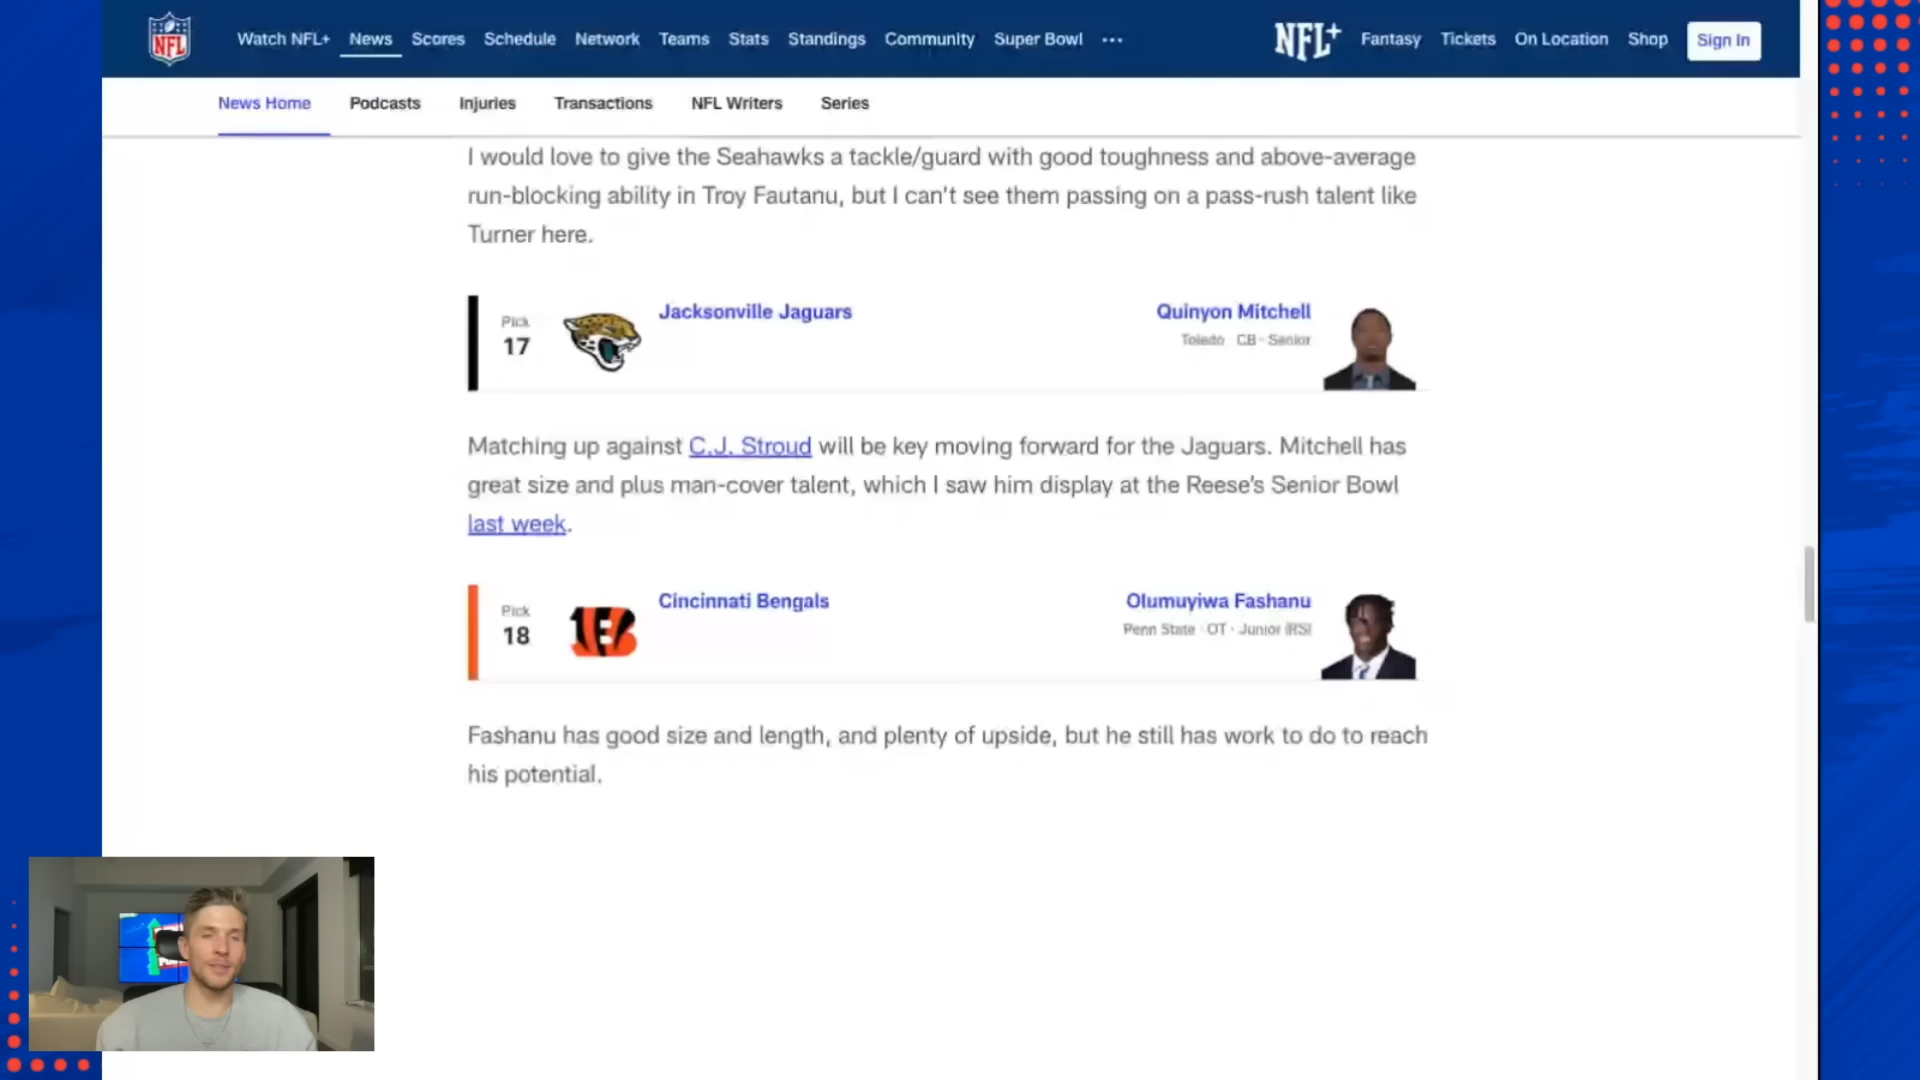 NFL
Watch NFL+ News Scores Schedule Network Teams Stats Standings Community Super Bowl ••• NFL+ Fantasy Tickets On Location Shop Sign In
News Home Podcasts Injuries Transactions NFL Writers Series
I would love to give the Seahawks a tackle/guard with good toughness and above-average
run-blocking ability in Troy Fautanu, but I can't see them passing on a pass-rush talent like
Turner here.
Pick
17
Jacksonville Jaguars
Quinyon Mitchell
Toledo · CB · Senior
Matching up against C.J. Stroud will be key moving forward for the Jaguars. Mitchell has
great size and plus man-cover talent, which I saw him display at the Reese's Senior Bowl
last week.
Pick
18
B
Cincinnati Bengals
Olumuyiwa Fashanu
Penn State · OT · Junior (RS)
Fashanu has good size and length, and plenty of upside, but he still has work to do to reach
his potential.